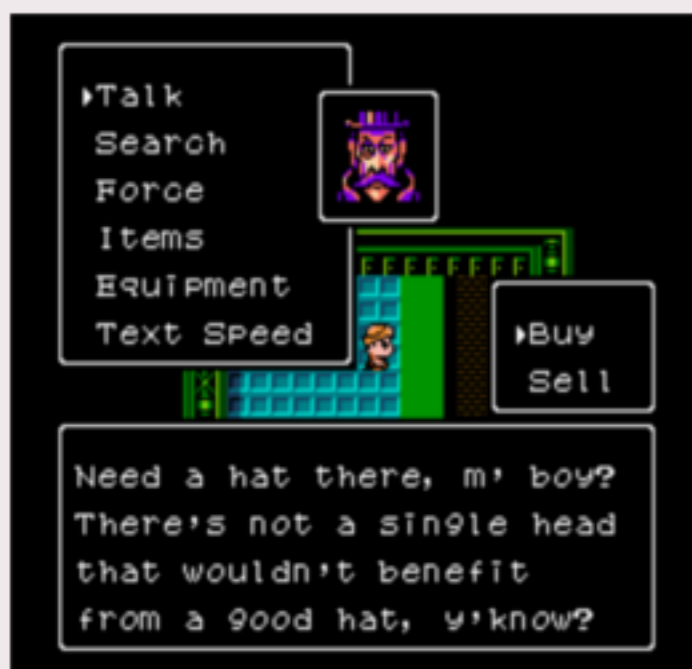 Talk
Search
Force
Items
Equipment
Text Speed
Buy
Sell
Need a hat there, m' boy?
There's not a single head
that wouldn't benefit
from a good hat, y'know?